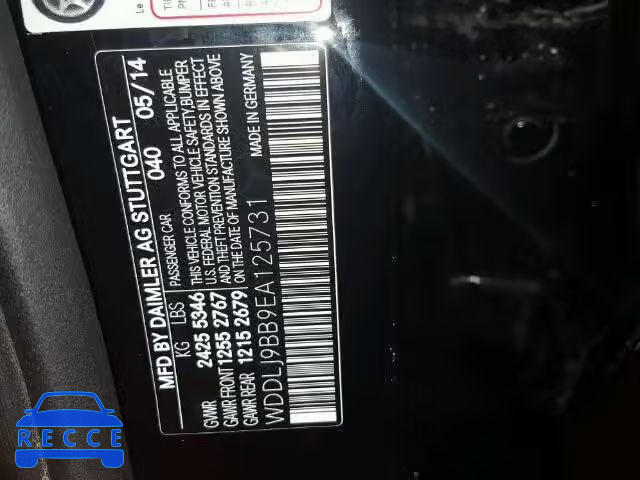 MFD BY DAIMLER AG STUTTGART
040 05/14
KG LBS PASSENGER CAR
GVWR 2425 5346 THIS VEHICLE CONFORMS TO ALL APPLICABLE
GAWR FRONT 1255 2767 U.S. FEDERAL MOTOR VEHICLE SAFETY, BUMPER
GAWR REAR 1215 2679 AND THEFT PREVENTION STANDARDS IN EFFECT
ON THE DATE OF MANUFACTURE SHOWN ABOVE
WDDLJ9BB9EA125731 MADE IN GERMANY
RECCE